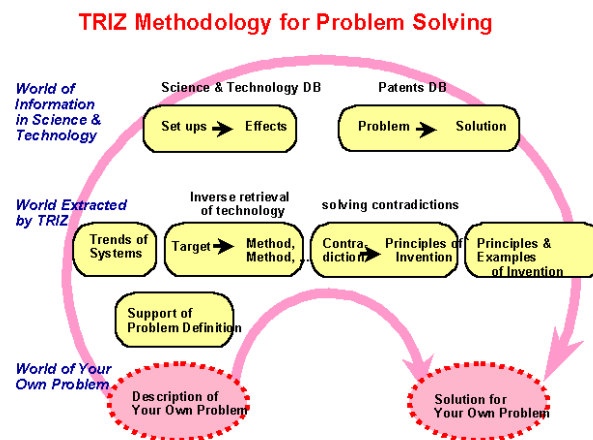 TRIZ Methodology for Problem Solving
World of
Information
in Science &
Technology
Science & Technology DB
Patents DB
Set ups
Effects
Problem
Solution
World Extracted
by TRIZ
Inverse retrieval
of technology
solving contradictions
Trends of
Systems
Target
Method,
Method, ...
Contra-
diction
Principles of
Invention
Principles &
Examples
of Invention
Support of
Problem Definition
World of Your
Own Problem
Description of
Your Own Problem
Solution for
Your Own Problem